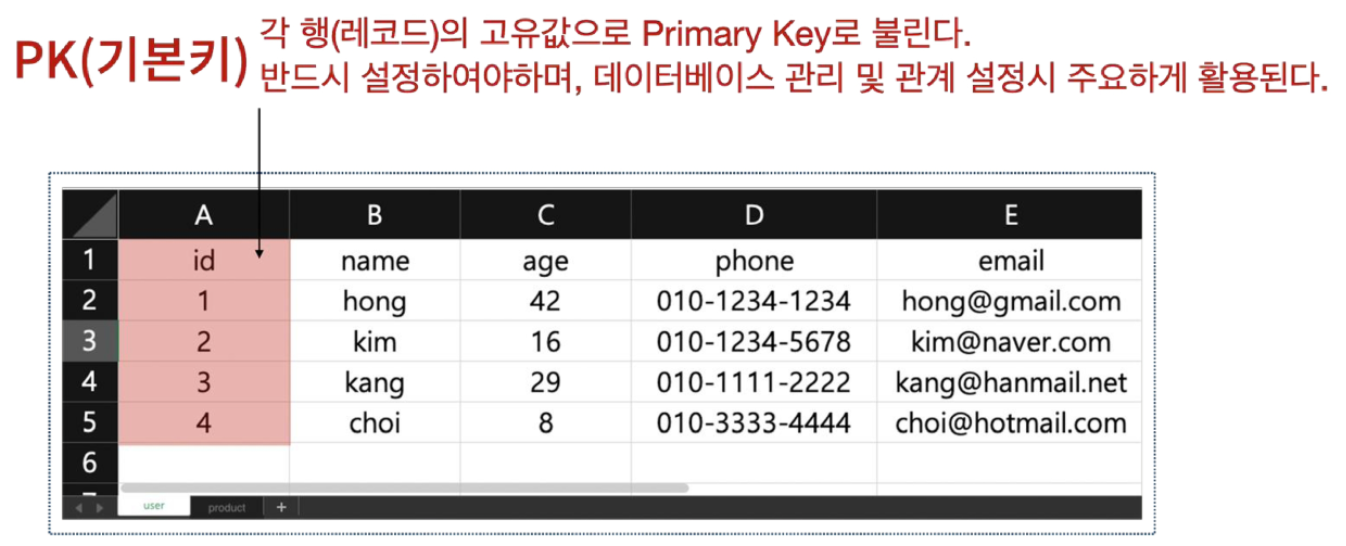 PK(기본키)
각 행(레코드)의 고유값으로 Primary Key로 불린다.
반드시 설정하여야하며, 데이터베이스 관리 및 관계 설정시 주요하게 활용된다.
A B C D E
1 id name age phone email
2 1 hong 42 010-1234-1234 hong@gmail.com
3 2 kim 16 010-1234-5678 kim@naver.com
4 3 kang 29 010-1111-2222 kang@hanmail.net
5 4 choi 8 010-3333-4444 choi@hotmail.com
6
user product +